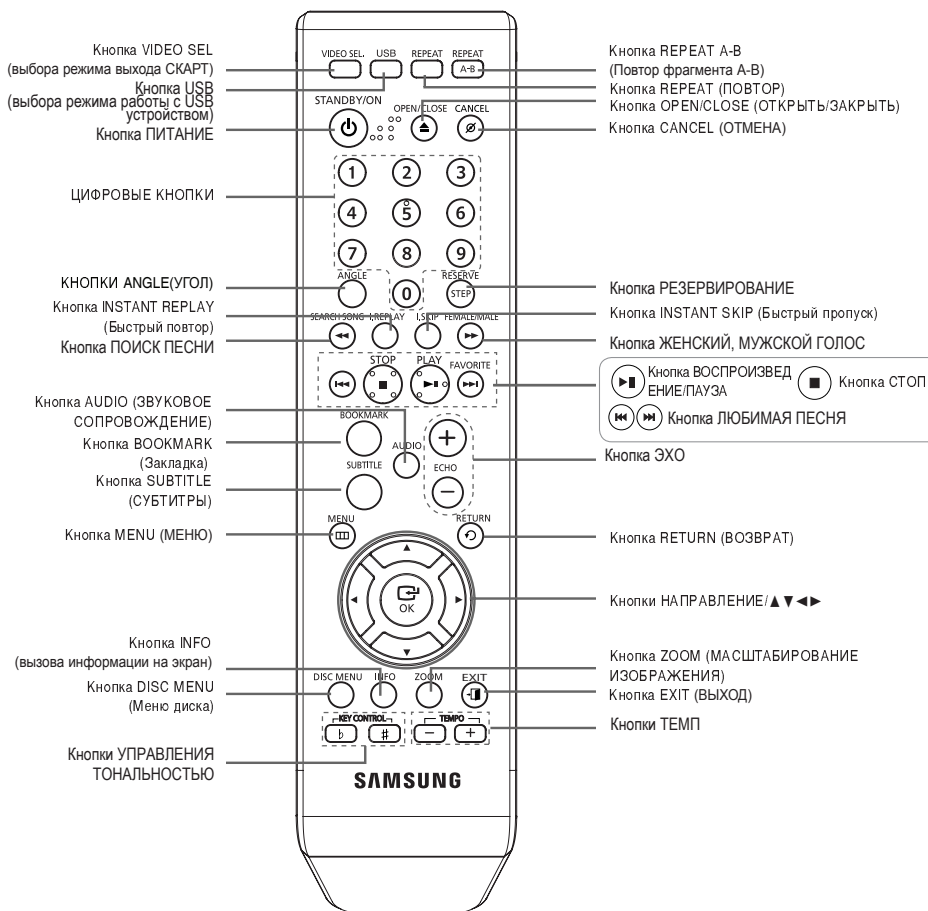 Кнопка VIDEO SEL
(выбора режима выхода СКАРТ)
Кнопка USB
(выбора режима работы с USB
устройством)
Кнопка ПИТАНИЕ
ЦИФРОВЫЕ КНОПКИ
КНОПКИ ANGLE(УГОЛ)
Кнопка INSTANT REPLAY
(Быстрый повтор)
Кнопка ПОИСК ПЕСНИ
Кнопка AUDIO (ЗВУКОВОЕ
СОПРОВОЖДЕНИЕ)
Кнопка BOOKMARK
(Закладка)
Кнопка SUBTITLE
(СУБТИТРЫ)
Кнопка MENU (МЕНЮ)
Кнопка INFO
(вызова информации на экран)
Кнопка DISC MENU
(Меню диска)
Кнопки УПРАВЛЕНИЯ
ТОНАЛЬНОСТЬЮ
VIDEO SEL. USB REPEAT REPEAT
A-B
STANDBY/ON OPEN/CLOSE CANCEL
1 2 3
4 5 6
7 8 9
ANGLE 0 RESERVE
STEP
SEARCH SONG I.REPLAY I.SKIP FEMALE/MALE
STOP PLAY FAVORITE
BOOKMARK
AUDIO
SUBTITLE ECHO
MENU RETURN
OK
DISC MENU INFO ZOOM EXIT
KEY CONTROL TEMPO
♭ # − +
SAMSUNG
Кнопка REPEAT A-B
(Повтор фрагмента A-B)
Кнопка REPEAT (ПОВТОР)
Кнопка OPEN/CLOSE (ОТКРЫТЬ/ЗАКРЫТЬ)
Кнопка CANCEL (ОТМЕНА)
Кнопка РЕЗЕРВИРОВАНИЕ
Кнопка INSTANT SKIP (Быстрый пропуск)
Кнопка ЖЕНСКИЙ, МУЖСКОЙ ГОЛОС
Кнопка ВОСПРОИЗВЕД
ЕНИЕ/ПАУЗА
Кнопка СТОП
Кнопка ЛЮБИМАЯ ПЕСНЯ
Кнопка ЭХО
Кнопка RETURN (ВОЗВРАТ)
Кнопки НАПРАВЛЕНИЕ/▲▼◄►
Кнопка ZOOM (МАСШТАБИРОВАНИЕ
ИЗОБРАЖЕНИЯ)
Кнопка EXIT (ВЫХОД)
Кнопки ТЕМП